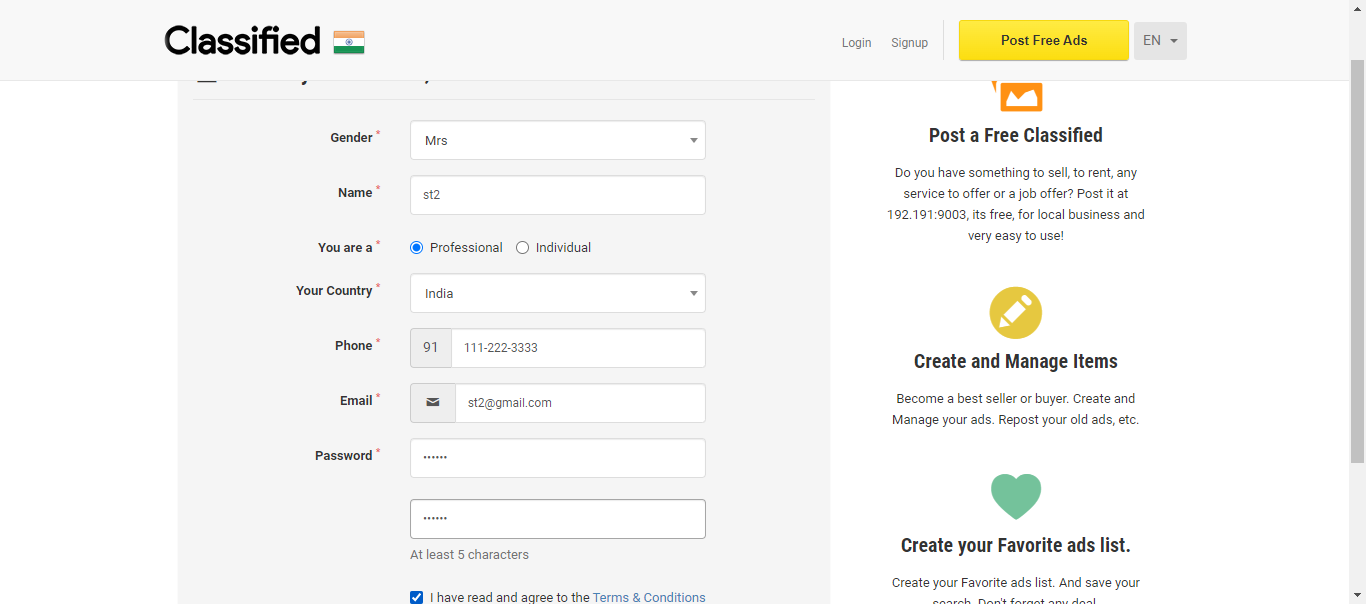 Classified
Login
Signup
Post Free Ads
EN
Gender *
Mrs
Name *
st2
You are a *
Professional
Individual
Your Country *
India
Phone *
91
111-222-3333
Email *
st2@gmail.com
Password *
••••••
••••••
At least 5 characters
I have read and agree to the Terms & Conditions
Post a Free Classified
Do you have something to sell, to rent, any
service to offer or a job offer? Post it at
192.191:9003, its free, for local business and
very easy to use!
Create and Manage Items
Become a best seller or buyer. Create and
Manage your ads. Repost your old ads, etc.
Create your Favorite ads list.
Create your Favorite ads list. And save your
search. Don't forget any deal